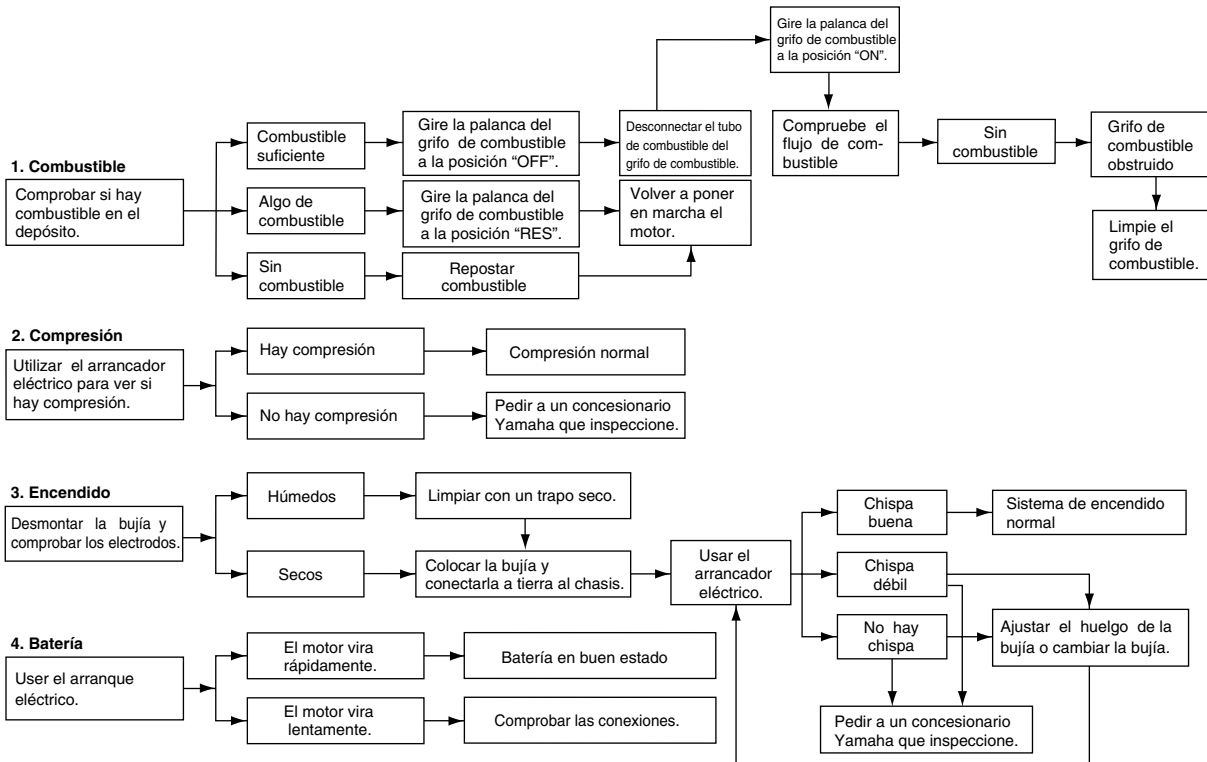 1. Combustible
Comprobar si hay
combustible en el
depósito.
Combustible
suficiente
Gire la palanca del
grifo de combustible
a la posición “OFF”.
Desconnectar el tubo
de combustible del
grifo de combustible.
Gire la palanca del
grifo de combustible
a la posición “ON”.
Compruebe el
flujo de com-
bustible
Sin
combustible
Grifo de
combustible
obstruido
Limpie el
grifo de
combustible.
Algo de
combustible
Gire la palanca del
grifo de combustible
a la posición “RES”.
Volver a poner
en marcha el
motor.
Sin
combustible
Repostar
combustible
2. Compresión
Utilizar el arrancador
eléctrico para ver si
hay compresión.
Hay compresión
Compresión normal
No hay compresión
Pedir a un concesionario
Yamaha que inspeccione.
3. Encendido
Desmontar la bujía y
comprobar los electrodos.
Húmedos
Limpiar con un trapo seco.
Secos
Colocar la bujía y
conectarla a tierra al chasis.
Usar el
arrancador
eléctrico.
Chispa
buena
Sistema de encendido
normal
Chispa
débil
No hay
chispa
Ajustar el huelgo de la
bujía o cambiar la bujía.
Pedir a un concesionario
Yamaha que inspeccione.
4. Batería
User el arranque
eléctrico.
El motor vira
rápidamente.
Batería en buen estado
El motor vira
lentamente.
Comprobar las conexiones.